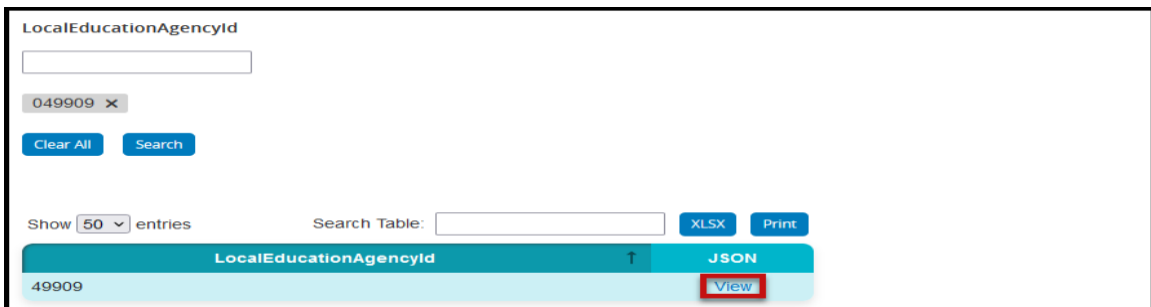 LocalEducationAgencyId
049909 ×
Clear All Search
Show 50 entries Search Table: XLSX Print
LocalEducationAgencyId ↑ JSON
49909 View